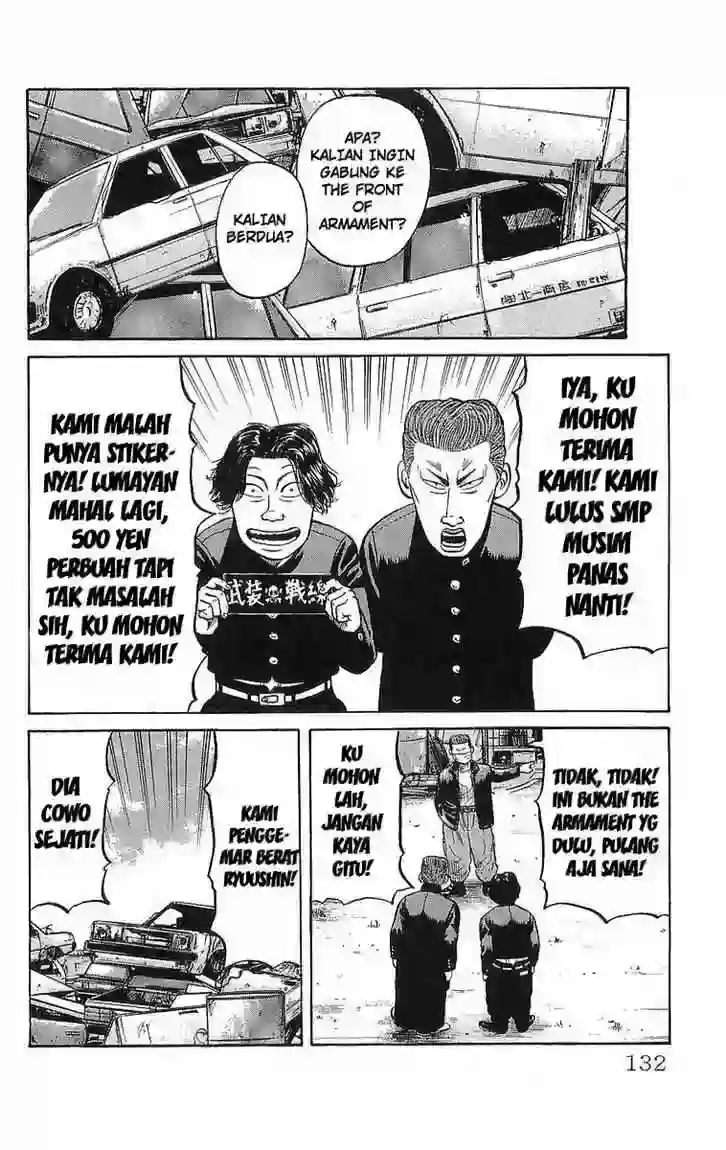 APA?
KALIAN INGIN
GABUNG KE
THE FRONT
OF
ARMAMENT?
KALIAN
BERDUA?
IYA, KU
MOHON
TERIMA
KAMI! KAMI
LULUS SMP
MUSIM
PANAS
NANTI!
KAMI MALAH
PUNYA STIKER-
NYA! LUMAYAN
MAHAL LAGI,
500 YEN
PERBUAH TAPI
TAK MASALAH
SIH, KU MOHON
TERIMA KAMI!
武装 戦線
TIDAK, TIDAK!
INI BUKAN THE
ARMAMENT YG
DULU, PULANG
AJA SANA!
KU
MOHON
LAH,
JANGAN
KAYA
GITU!
KAMI
PENGGE-
MAR BERAT
RYUUSHIN!
DIA
COWO
SEJATI!
132